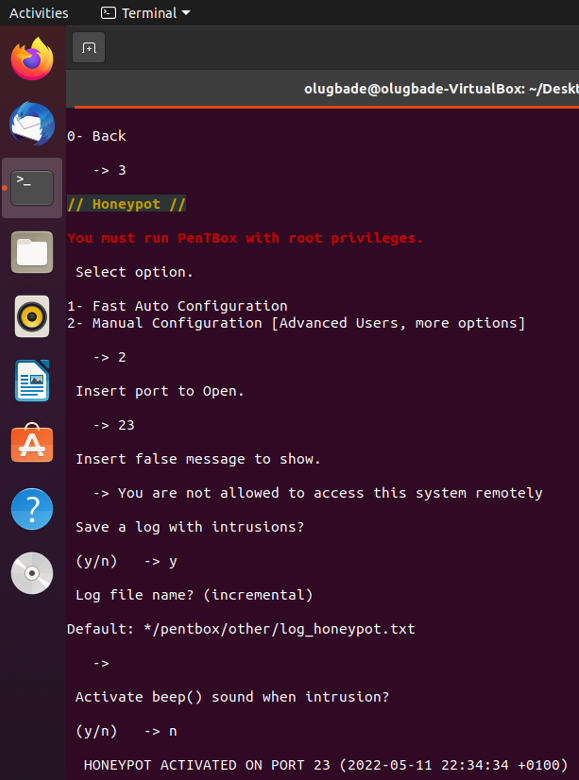 Activities Terminal
olugbade@olugbade-VirtualBox: ~/Deskt
0- Back
-> 3
// Honeypot //
You must run PenTBox with root privileges.
Select option.
1- Fast Auto Configuration
2- Manual Configuration [Advanced Users, more options]
-> 2
Insert port to Open.
-> 23
Insert false message to show.
-> You are not allowed to access this system remotely
Save a log with intrusions?
(y/n) -> y
Log file name? (incremental)
Default: */pentbox/other/log_honeypot.txt
->
Activate beep() sound when intrusion?
(y/n) -> n
HONEYPOT ACTIVATED ON PORT 23 (2022-05-11 22:34:34 +0100)